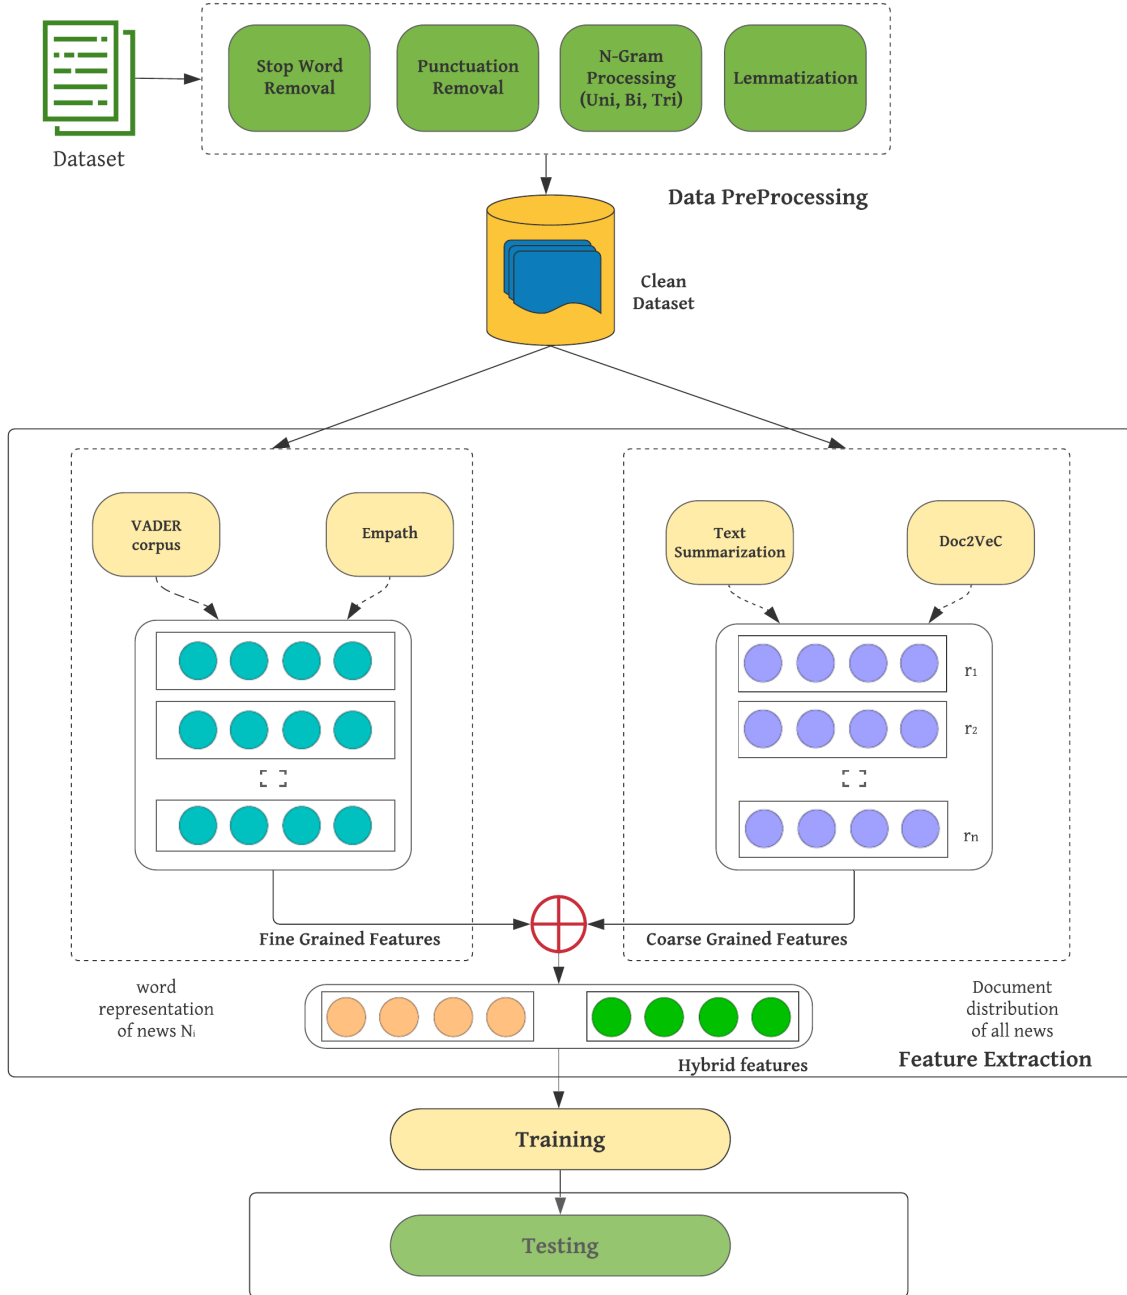 Stop Word
Removal
Punctuation
Removal
N-Gram
Processing
(Uni, Bi, Tri)
Lemmatization
Dataset
Data PreProcessing
Clean
Dataset
VADER
corpus
Empath
Text
Summarization
Doc2VeC
r₁
r₂
rₙ
Fine Grained Features
Coarse Grained Features
word
representation
of news Nᵢ
Document
distribution
of all news
Hybrid features
Feature Extraction
Training
Testing